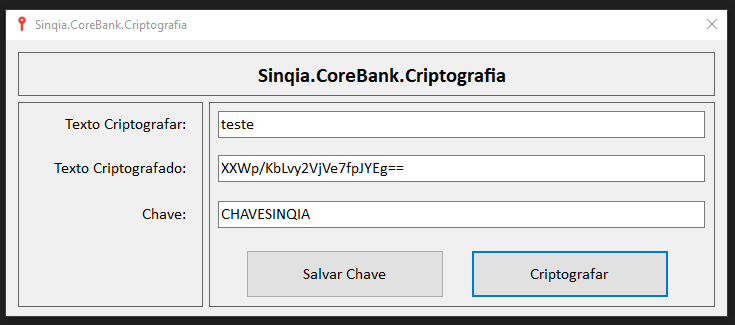 Sinqia.CoreBank.Criptografia
Sinqia.CoreBank.Criptografia
Texto Criptografar: teste
Texto Criptografado: XXWp/KbLvy2VjVe7fpJYEg==
Chave: CHAVESINQIA
Salvar Chave Criptografar